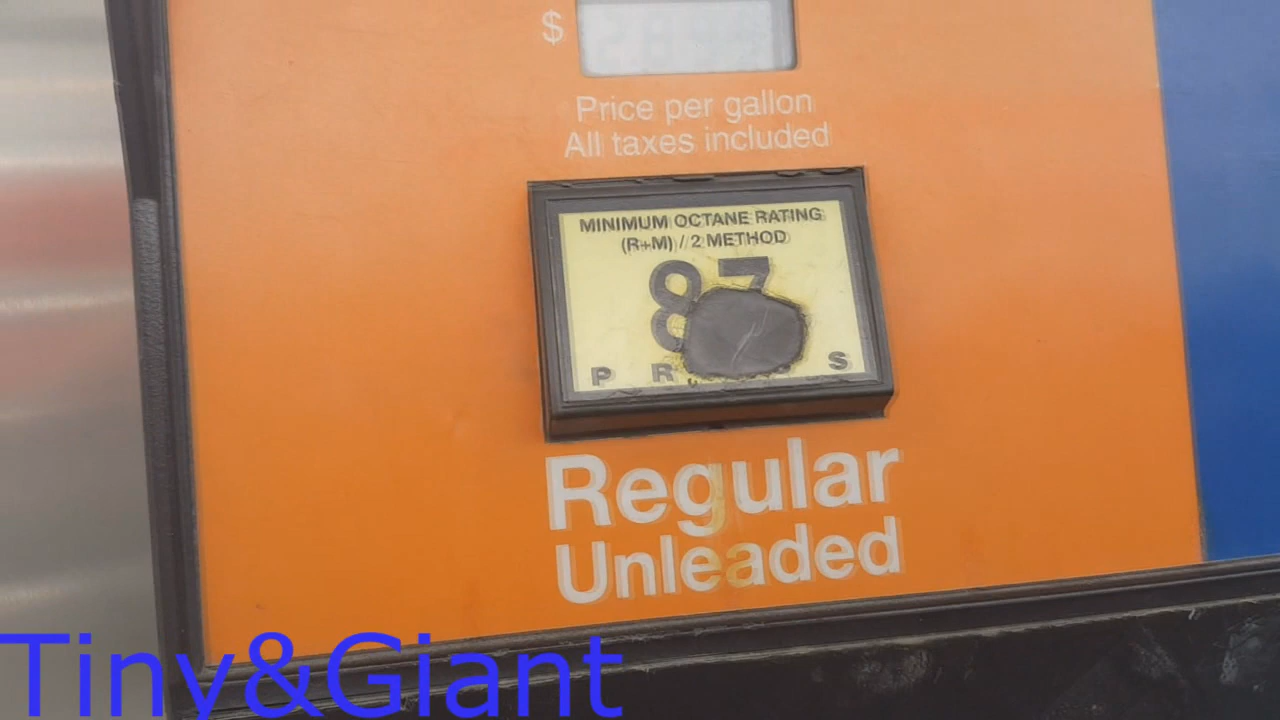 $
Price per gallon
All taxes included
MINIMUM OCTANE RATING
(R+M) / 2 METHOD
87
P R S
Regular
Unleaded
Tiny&Giant